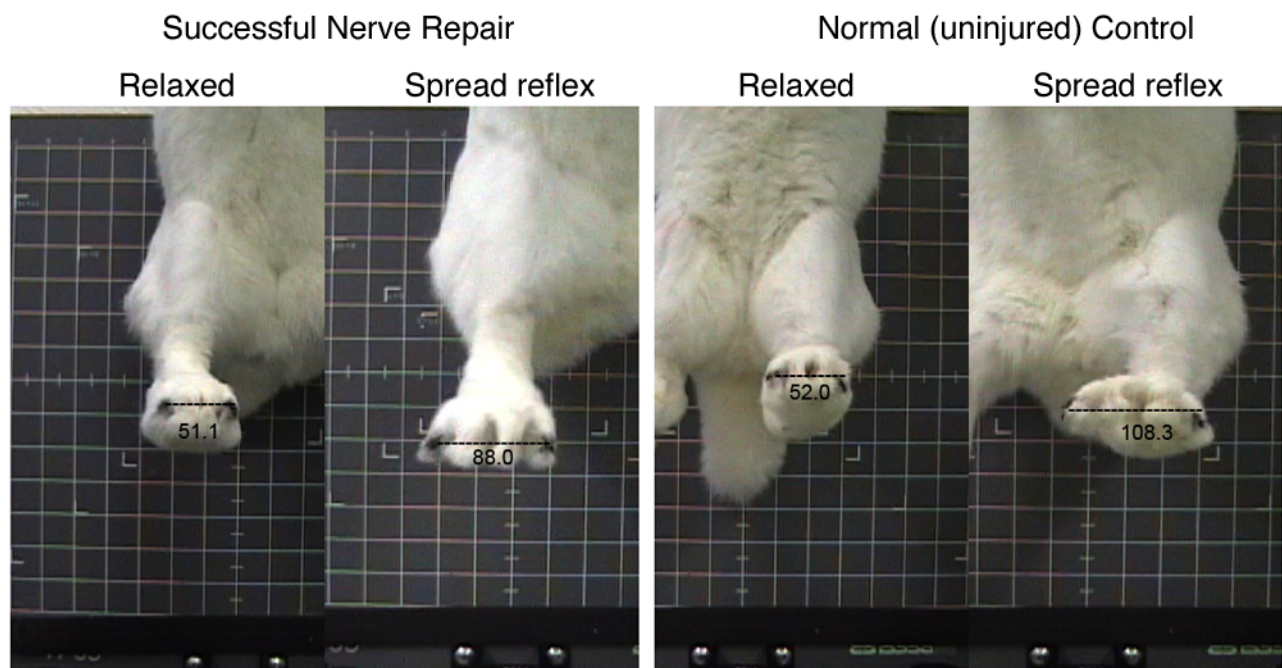 Successful Nerve Repair
Normal (uninjured) Control
Relaxed
Spread reflex
Relaxed
Spread reflex
51.1
88.0
52.0
108.3